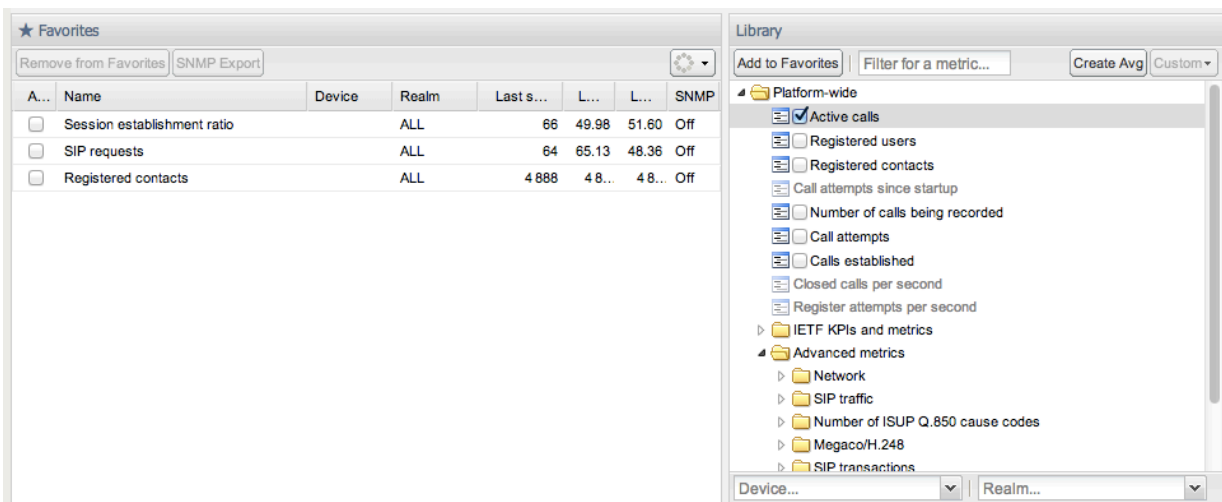 Favorites
Remove from Favorites SNMP Export
A... Name Device Realm Last s... L... L... SNMP
Session establishment ratio ALL 66 49.98 51.60 Off
SIP requests ALL 64 65.13 48.36 Off
Registered contacts ALL 4 888 4 8... 4 8... Off
Library
Add to Favorites Filter for a metric... Create Avg Custom
Platform-wide
Active calls
Registered users
Registered contacts
Call attempts since startup
Number of calls being recorded
Call attempts
Calls established
Closed calls per second
Register attempts per second
IETF KPIs and metrics
Advanced metrics
Network
SIP traffic
Number of ISUP Q.850 cause codes
Megaco/H.248
SIP transactions
Device... Realm...